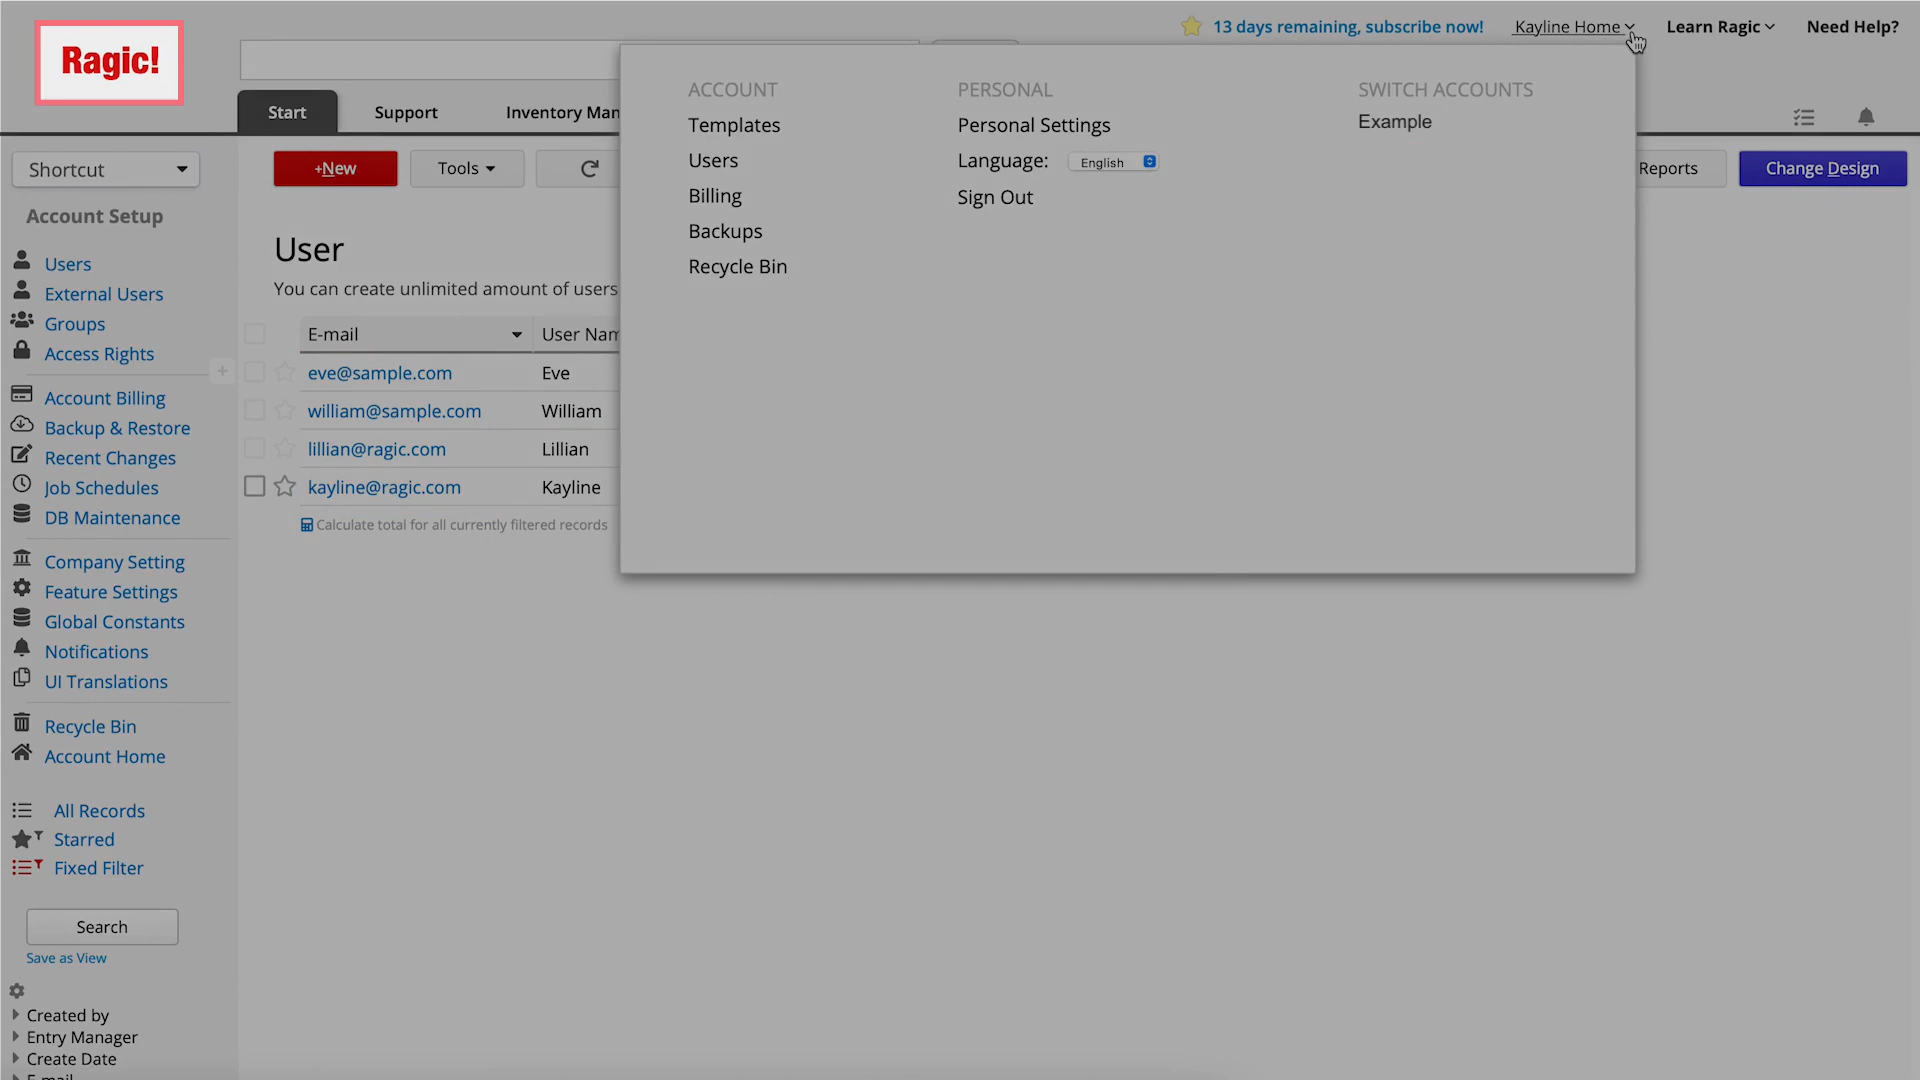 Ragic!
13 days remaining, subscribe now!
Kayline Home
Learn Ragic
Need Help?
Start
Support
Inventory Man
ACCOUNT
Templates
Users
Billing
Backups
Recycle Bin
PERSONAL
Personal Settings
Language: English
Sign Out
SWITCH ACCOUNTS
Example
Shortcut
+New
Tools
Reports
Change Design
Account Setup
Users
External Users
Groups
Access Rights
Account Billing
Backup & Restore
Recent Changes
Job Schedules
DB Maintenance
Company Setting
Feature Settings
Global Constants
Notifications
UI Translations
Recycle Bin
Account Home
All Records
Starred
Fixed Filter
Search
Save as View
Created by
Entry Manager
Create Date
E-mail
User
You can create unlimited amount of users
E-mail User Nam
eve@sample.com Eve
william@sample.com William
lillian@ragic.com Lillian
kayline@ragic.com Kayline
Calculate total for all currently filtered records